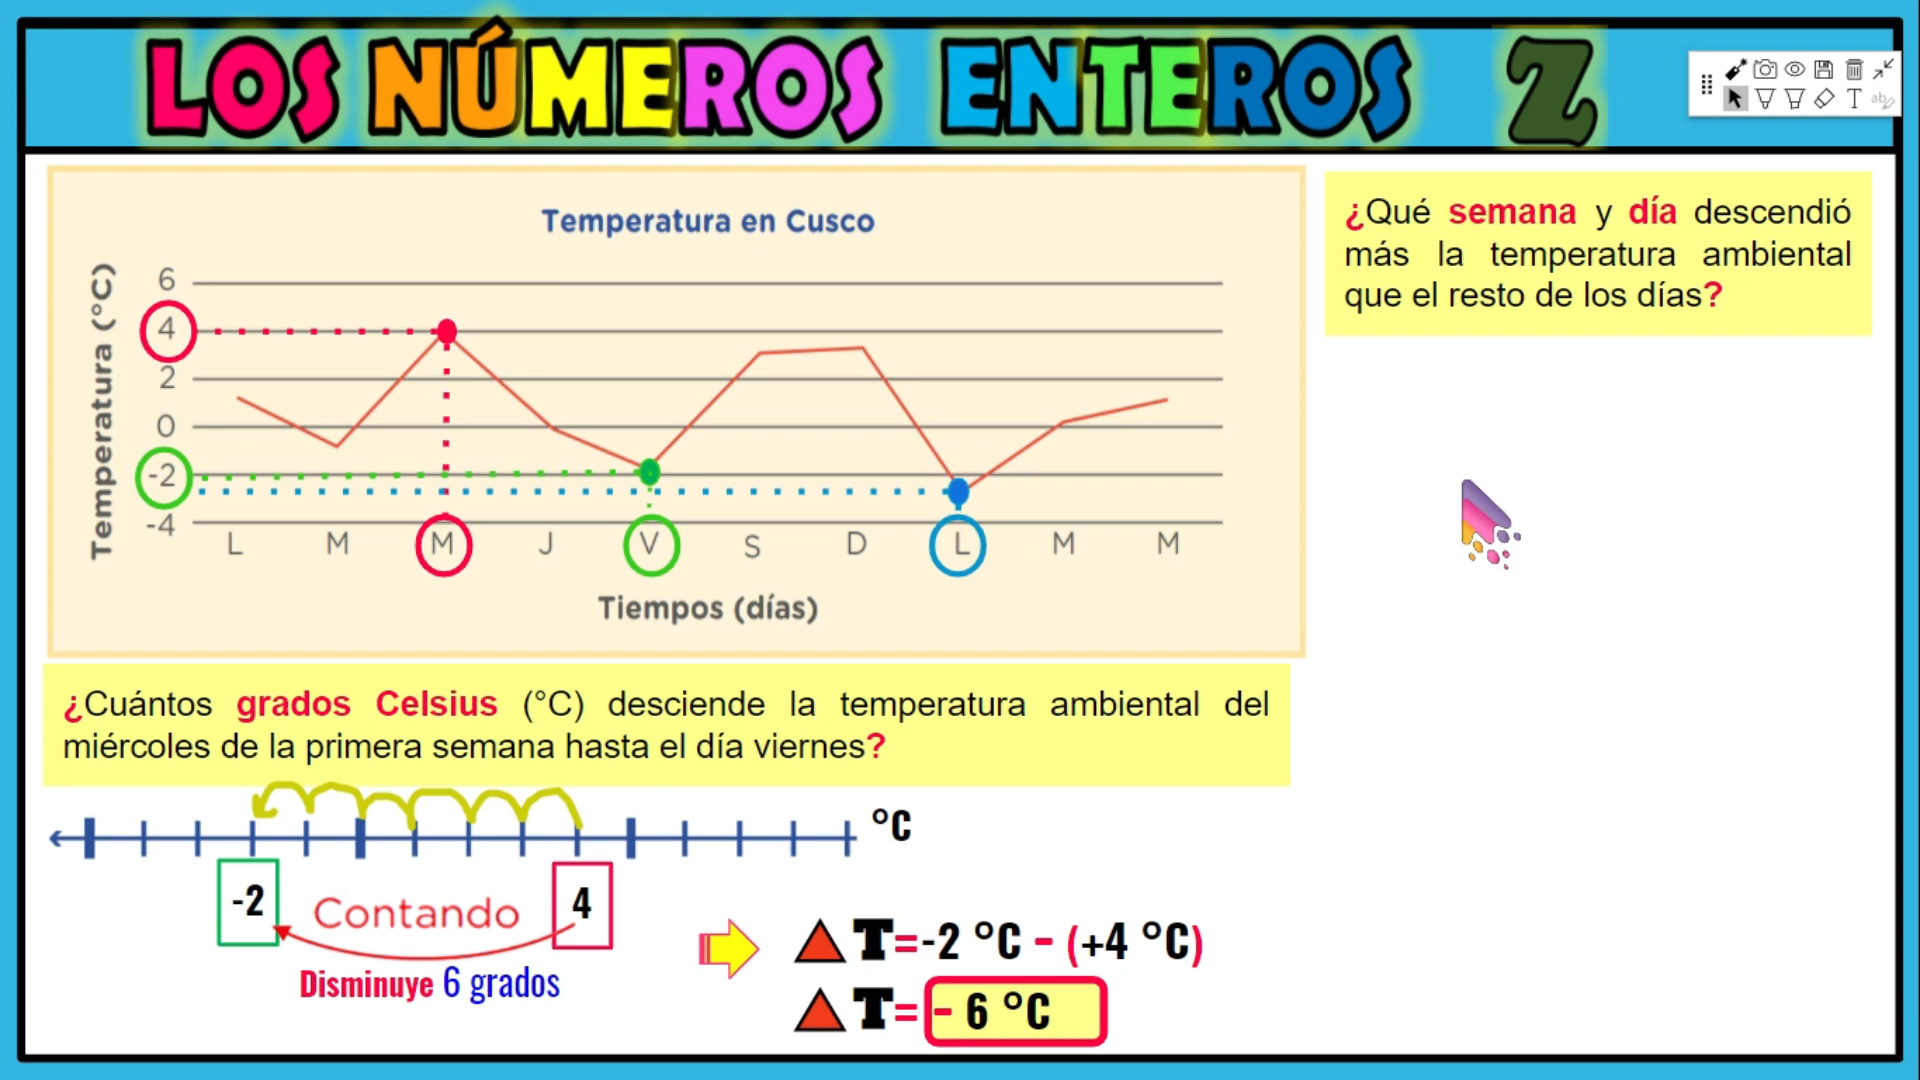 LOS NÚMEROS ENTEROS Z
Temperatura en Cusco
Temperatura (°C)
6
4
2
0
-2
-4
L M M J V S D L M M
Tiempos (días)
¿Qué semana y día descendió
más la temperatura ambiental
que el resto de los días?
¿Cuántos grados Celsius (°C) desciende la temperatura ambiental del
miércoles de la primera semana hasta el día viernes?
°C
-2 Contando 4
Disminuye 6 grados
T=-2 °C - (+4 °C)
T= - 6 °C